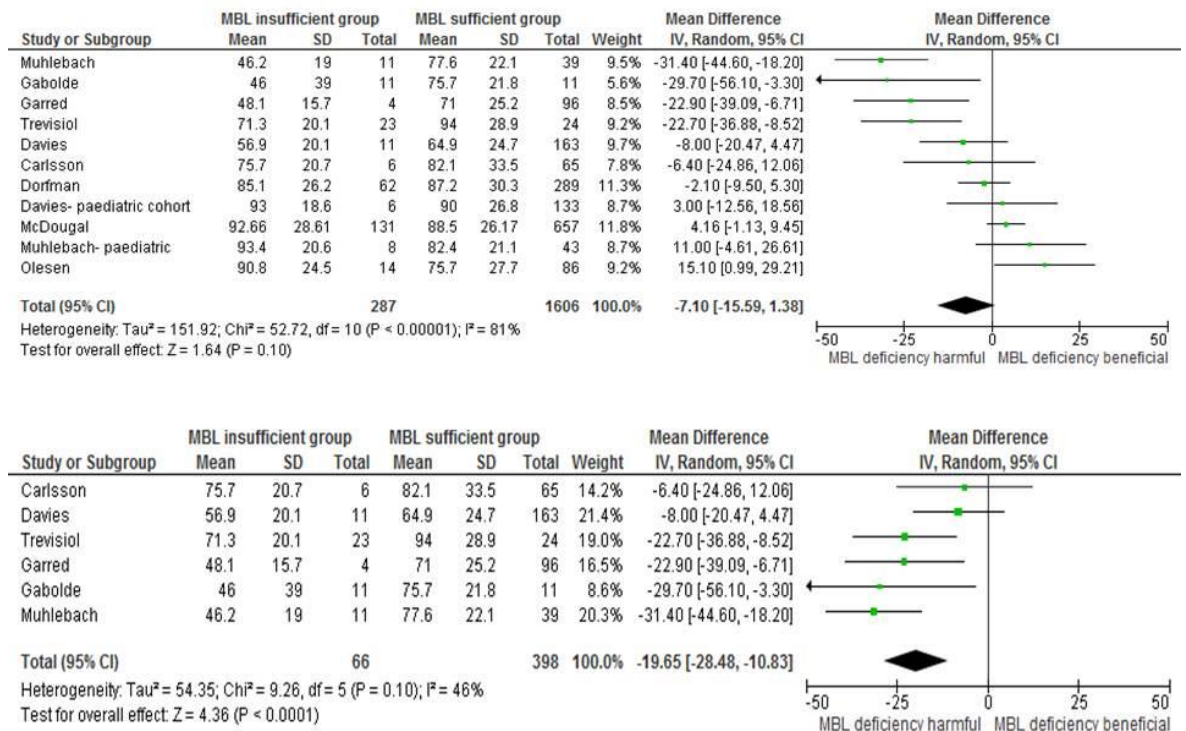 MBL insufficient group MBL sufficient group Mean Difference Mean Difference
Study or Subgroup Mean SD Total Mean SD Total Weight IV, Random, 95% CI IV, Random, 95% CI
Muhlebach 46.2 19 11 77.6 22.1 39 9.5% -31.40 [-44.60, -18.20]
Gabolde 46 39 11 75.7 21.8 11 5.6% -29.70 [-56.10, -3.30]
Garred 48.1 15.7 4 71 25.2 96 8.5% -22.90 [-39.09, -6.71]
Trevisiol 71.3 20.1 23 94 28.9 24 9.2% -22.70 [-36.88, -8.52]
Davies 56.9 20.1 11 64.9 24.7 163 9.7% -8.00 [-20.47, 4.47]
Carlsson 75.7 20.7 6 82.1 33.5 65 7.8% -6.40 [-24.86, 12.06]
Dorfman 85.1 26.2 62 87.2 30.3 289 11.3% -2.10 [-9.50, 5.30]
Davies- paediatric cohort 93 18.6 6 90 26.8 133 8.7% 3.00 [-12.56, 18.56]
McDougal 92.66 28.61 131 88.5 26.17 657 11.8% 4.16 [-1.13, 9.45]
Muhlebach- paediatric 93.4 20.6 8 82.4 21.1 43 8.7% 11.00 [-4.61, 26.61]
Olesen 90.8 24.5 14 75.7 27.7 86 9.2% 15.10 [0.99, 29.21]
Total (95% CI) 287 1606 100.0% -7.10 [-15.59, 1.38]
Heterogeneity: Tau² = 151.92; Chi² = 52.72, df = 10 (P < 0.00001); I² = 81%
Test for overall effect: Z = 1.64 (P = 0.10)
-50 -25 0 25 50
MBL deficiency harmful MBL deficiency beneficial
MBL insufficient group MBL sufficient group Mean Difference Mean Difference
Study or Subgroup Mean SD Total Mean SD Total Weight IV, Random, 95% CI IV, Random, 95% CI
Carlsson 75.7 20.7 6 82.1 33.5 65 14.2% -6.40 [-24.86, 12.06]
Davies 56.9 20.1 11 64.9 24.7 163 21.4% -8.00 [-20.47, 4.47]
Trevisiol 71.3 20.1 23 94 28.9 24 19.0% -22.70 [-36.88, -8.52]
Garred 48.1 15.7 4 71 25.2 96 16.5% -22.90 [-39.09, -6.71]
Gabolde 46 39 11 75.7 21.8 11 8.6% -29.70 [-56.10, -3.30]
Muhlebach 46.2 19 11 77.6 22.1 39 20.3% -31.40 [-44.60, -18.20]
Total (95% CI) 66 398 100.0% -19.65 [-28.48, -10.83]
Heterogeneity: Tau² = 54.35; Chi² = 9.26, df = 5 (P = 0.10); I² = 46%
Test for overall effect: Z = 4.36 (P < 0.0001)
-50 -25 0 25 50
MBL deficiency harmful MBL deficiency beneficial